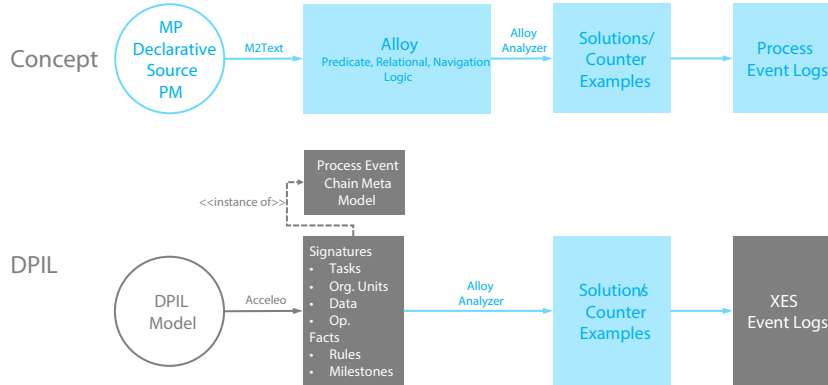 Concept
MP
Declarative
Source
PM
M2Text
Alloy
Predicate, Relational, Navigation
Logic
Alloy
Analyzer
Solutions/
Counter
Examples
Process
Event Logs
Process Event
Chain Meta
Model
<<instance of>>
DPIL
DPIL
Model
Acceleo
Signatures
• Tasks
• Org. Units
• Data
• Op.
Facts
• Rules
• Milestones
Alloy
Analyzer
Solutions/
Counter
Examples
XES
Event Logs